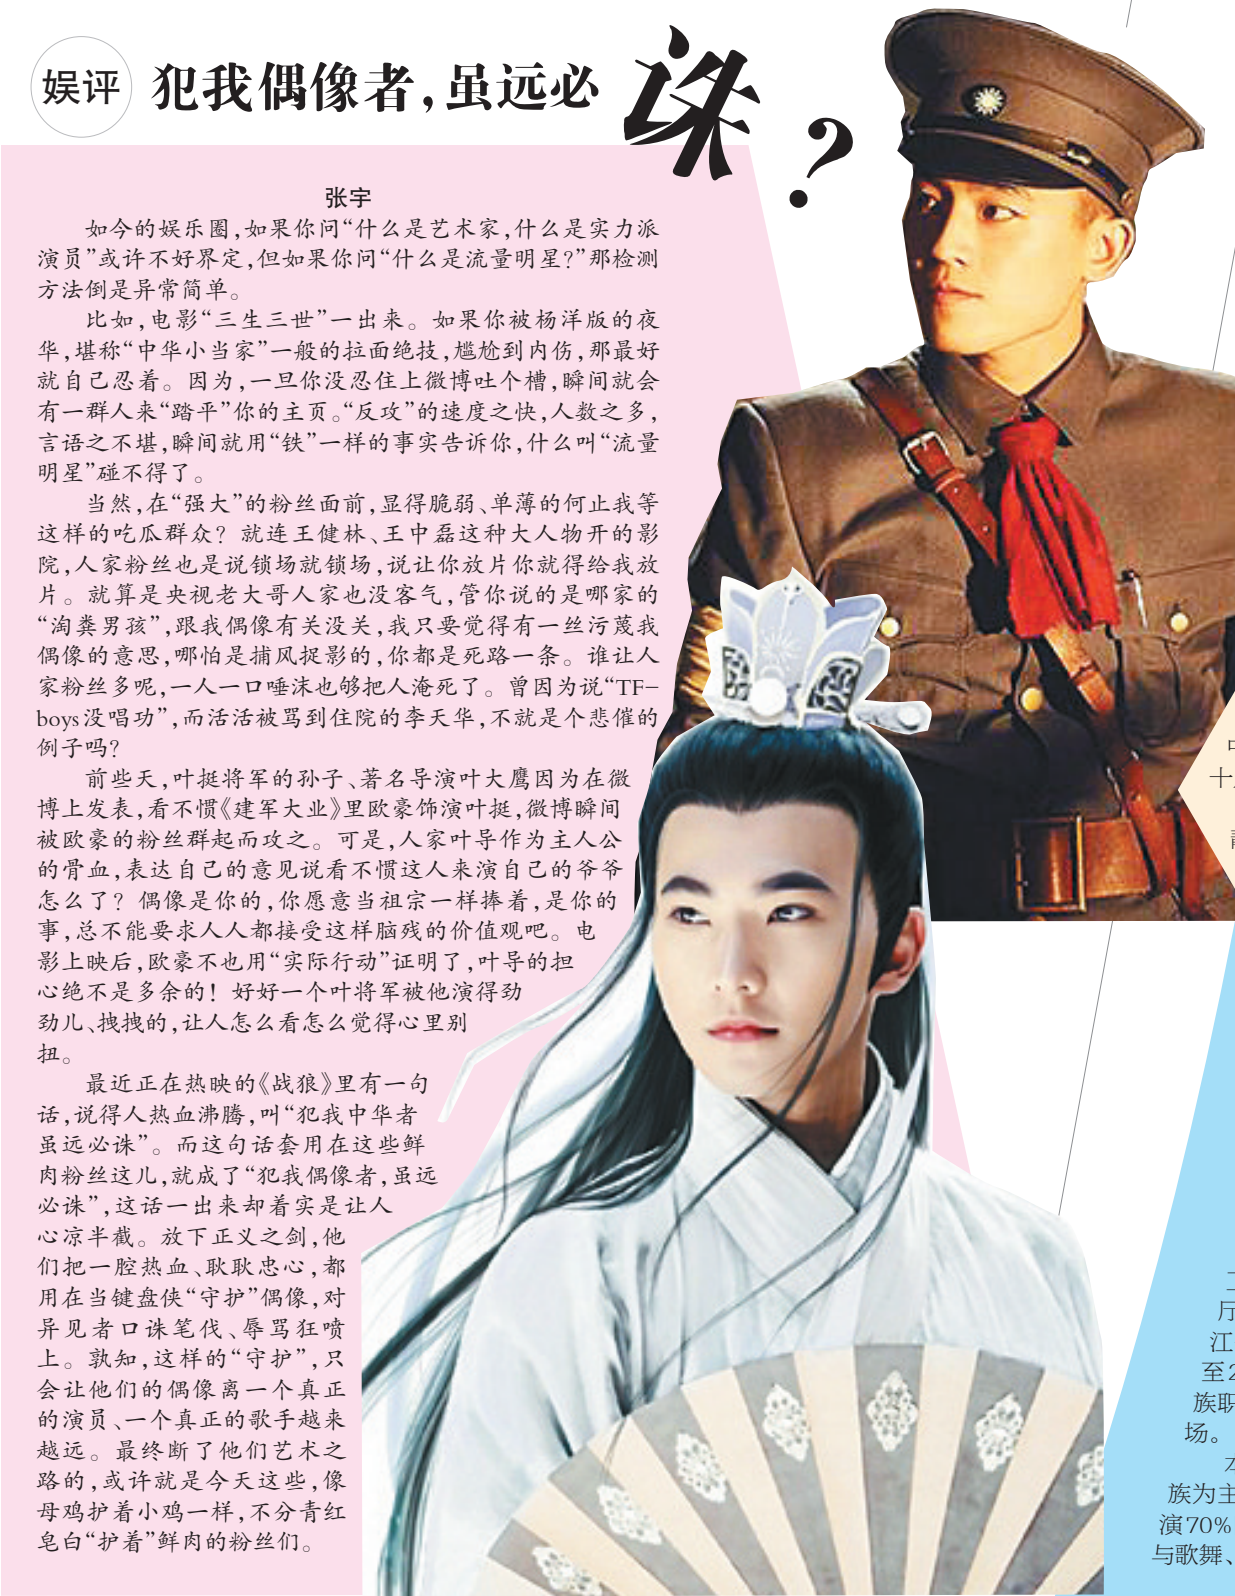 娱评
犯我偶像者，虽远必诛？
张宇
如今的娱乐圈，如果你问“什么是艺术家，什么是实力派
演员”或许不好界定，但如果你问“什么是流量明星？”那检测
方法倒是异常简单。
比如，电影“三生三世”一出来。如果你被杨洋版的夜
华，堪称“中华小当家”一般的拉面绝技，尴尬到内伤，那最好
就自己忍着。因为，一旦你没忍住上微博吐个槽，瞬间就会
有一群人来“踏平”你的主页。“反攻”的速度之快，人数之多，
言语之不堪，瞬间就用“铁”一样的事实告诉你，什么叫“流量
明星”碰不得了。
当然，在“强大”的粉丝面前，显得脆弱、单薄的何止我等
这样的吃瓜群众？就连王健林、王中磊这种大人物开的影
院，人家粉丝也是说锁场就锁场，说让你放片你就得给我放
片。就算是央视老大哥人家也没客气，管你说的是哪家的
“淘粪男孩”，跟我偶像有关没关，我只要觉得有一丝污蔑我
偶像的意思，哪怕是捕风捉影的，你都是死路一条。谁让人
家粉丝多呢，一人一口唾沫也够把人淹死了。曾因为说“TF-
boys没唱功”，而活活被骂到住院的李天华，不就是个悲催的
例子吗？
前些天，叶挺将军的孙子、著名导演叶大鹰因为在微
博上发表，看不惯《建军大业》里欧豪饰演叶挺，微博瞬间
被欧豪的粉丝群起而攻之。可是，人家叶导作为主人公
的骨血，表达自己的意见说看不惯这人来演自己的爷爷
怎么了？偶像是你的，你愿意当祖宗一样捧着，是你的
事，总不能要求人人都接受这样脑残的价值观吧。电
影上映后，欧豪不也用“实际行动”证明了，叶导的担
心绝不是多余的！好好一个叶将军被他演得劲
劲儿、拽拽的，让人怎么看怎么觉得心里别
扭。
最近正在热映的《战狼》里有一句
话，说得人热血沸腾，叫“犯我中华者
虽远必诛”。而这句话套用在这些鲜
肉粉丝这儿，就成了“犯我偶像者，虽远
必诛”，这话一出来却着实是让人
心凉半截。放下正义之剑，他
们把一腔热血、耿耿忠心，都
用在当键盘侠“守护”偶像，对
异见者口诛笔伐、辱骂狂喷
上。孰知，这样的“守护”，只
会让他们的偶像离一个真正
的演员、一个真正的歌手越来
越远。最终断了他们艺术之
路的，或许就是今天这些，像
母鸡护着小鸡一样，不分青红
皂白“护着”鲜肉的粉丝们。
十
厅
江
至2
族职
场。
族为主
演70%
与歌舞、